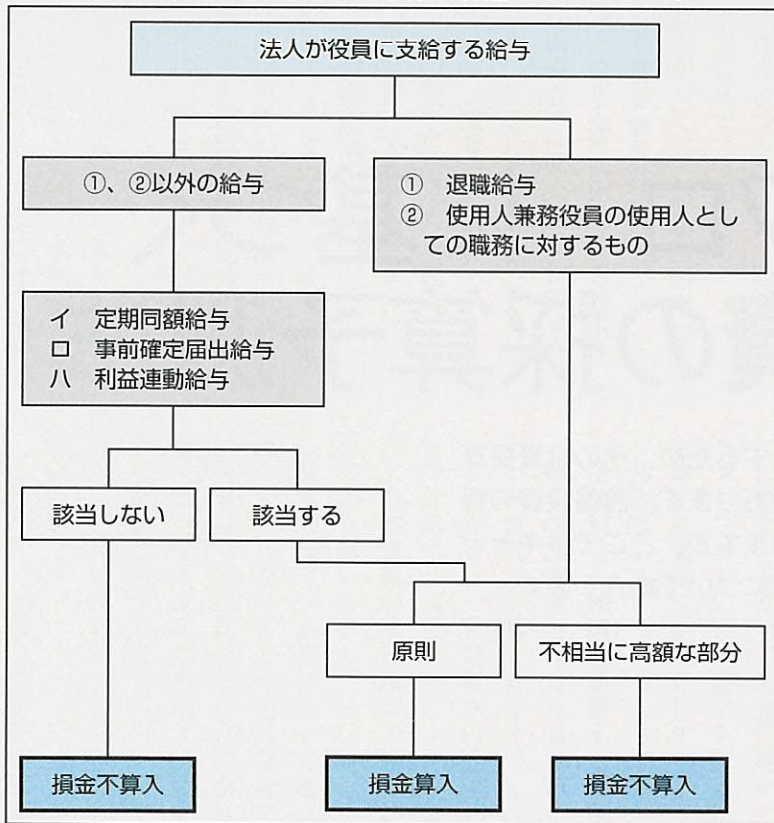 法人が役員に支給する給与
①、②以外の給与
① 退職給与
② 使用人兼務役員の使用人とし
ての職務に対するもの
イ 定期同額給与
ロ 事前確定届出給与
ハ 利益連動給与
該当しない
該当する
原則
不相当に高額な部分
損金不算入
損金算入
損金不算入